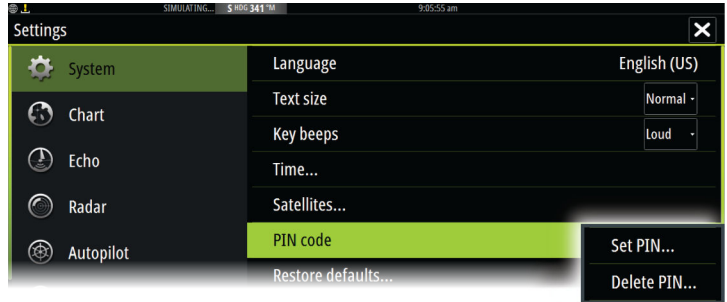 SIMULATING... S HDG 341 °M 9:05:55 am
Settings
System
Chart
Echo
Radar
Autopilot
Language English (US)
Text size Normal
Key beeps Loud
Time...
Satellites...
PIN code
Restore defaults...
Set PIN...
Delete PIN...